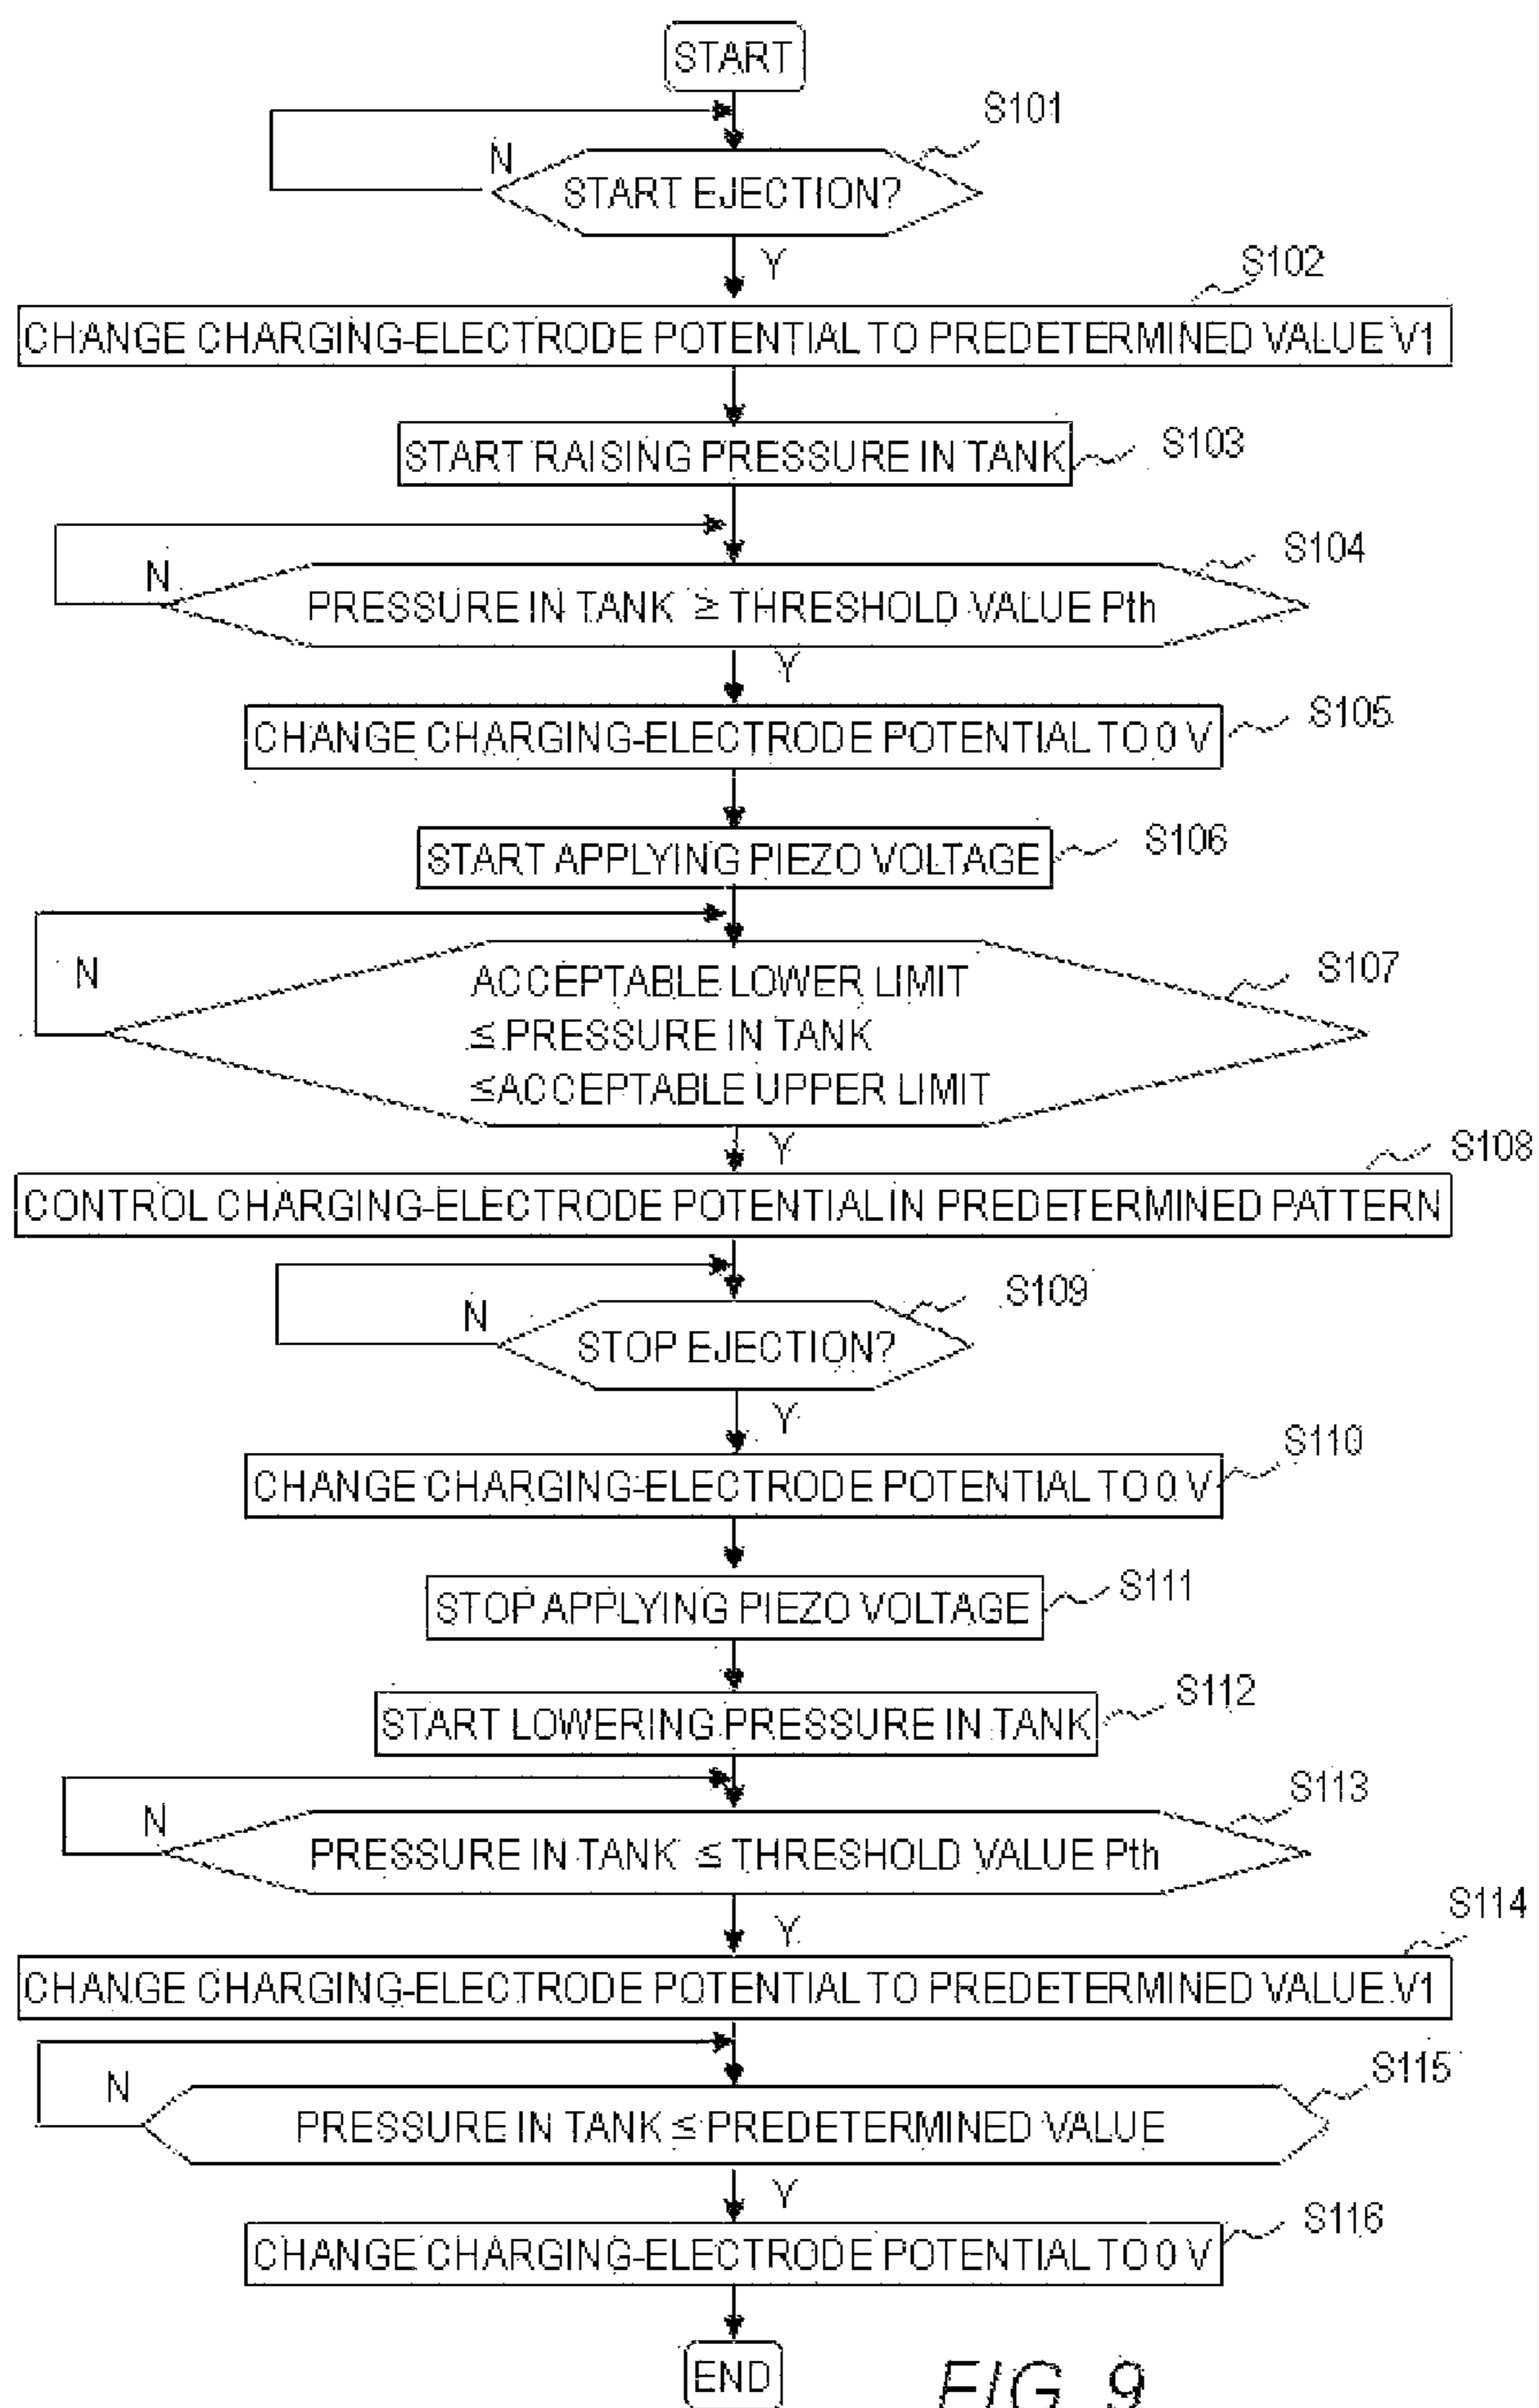 START
S101
N
START EJECTION?
Y
S102
CHANGE CHARGING-ELECTRODE POTENTIAL TO PREDETERMINED VALUE V1
START RAISING PRESSURE IN TANK
S103
S104
N
PRESSURE IN TANK ≧ THRESHOLD VALUE Pth
Y
CHANGE CHARGING-ELECTRODE POTENTIAL TO 0 V
S105
START APPLYING PIEZO VOLTAGE
S106
N
S107
ACCEPTABLE LOWER LIMIT
≦ PRESSURE IN TANK
≦ACCEPTABLE UPPER LIMIT
Y
S108
CONTROL CHARGING-ELECTRODE POTENTIAL IN PREDETERMINED PATTERN
S109
N
STOP EJECTION?
Y
S110
CHANGE CHARGING-ELECTRODE POTENTIAL TO 0 V
S111
STOP APPLYING PIEZO VOLTAGE
S112
START LOWERING PRESSURE IN TANK
S113
N
PRESSURE IN TANK ≦ THRESHOLD VALUE Pth
Y
S114
CHANGE CHARGING-ELECTRODE POTENTIAL TO PREDETERMINED VALUE V1
S115
N
PRESSURE IN TANK ≦ PREDETERMINED VALUE
Y
S116
CHANGE CHARGING-ELECTRODE POTENTIAL TO 0 V
END
FIG. 9